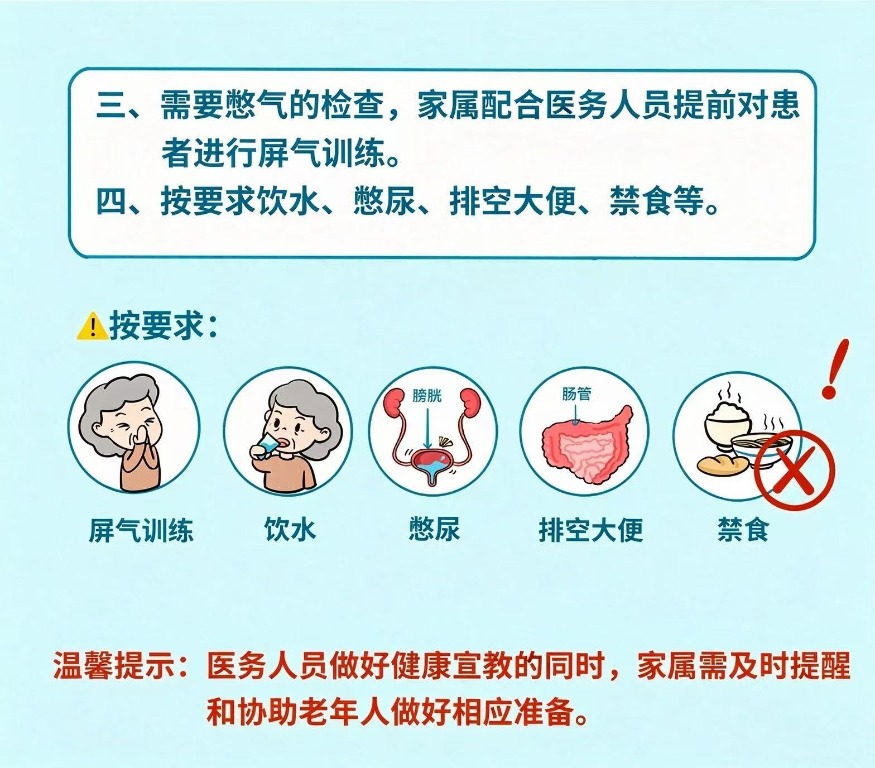 三、需要憋气的检查，家属配合医务人员提前对患
者进行屏气训练。
四、按要求饮水、憋尿、排空大便、禁食等。
按要求：
膀胱
肠管
屏气训练
饮水
憋尿
排空大便
禁食
温馨提示：医务人员做好健康宣教的同时，家属需及时提醒
和协助老年人做好相应准备。